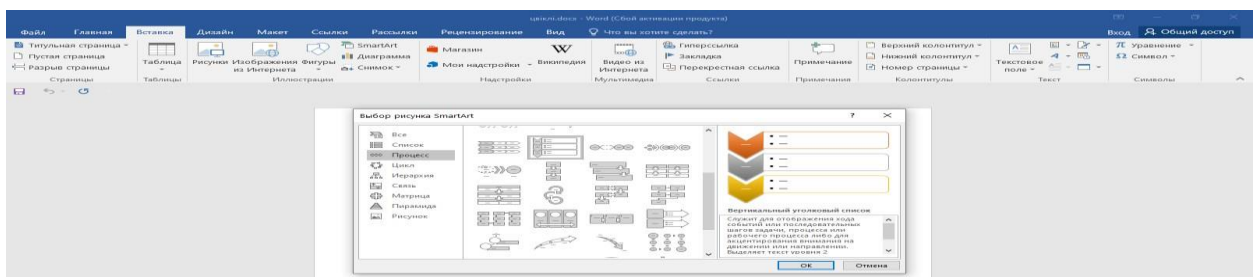 цвікл.docx - Word (Сбой активации продукта)
Файл Главная Вставка Дизайн Макет Ссылки Рассылки Рецензирование Вид Что вы хотите сделать? Вход Общий доступ
Титульная страница
Пустая страница
Разрыв страницы
Страницы
Таблица
Таблицы
Рисунки
Изображения из Интернета
Фигуры
SmartArt
Диаграмма
Снимок
Иллюстрации
Магазин
Мои надстройки
Википедия
Надстройки
Видео из Интернета
Мультимедиа
Гиперссылка
Закладка
Перекрестная ссылка
Ссылки
Примечание
Примечания
Верхний колонтитул
Нижний колонтитул
Номер страницы
Колонтитулы
Текстовое поле
Текст
Уравнение
Символ
Символы
Выбор рисунка SmartArt
Все
Список
Процесс
Цикл
Иерархия
Связь
Матрица
Пирамида
Рисунок
Вертикальный уголковый список
Служит для отображения хода
событий или последовательных
шагов задачи, процесса или
рабочего процесса либо для
акцентирования внимания на
движении или направлении.
Выделяет текст уровня 2
ОК Отмена